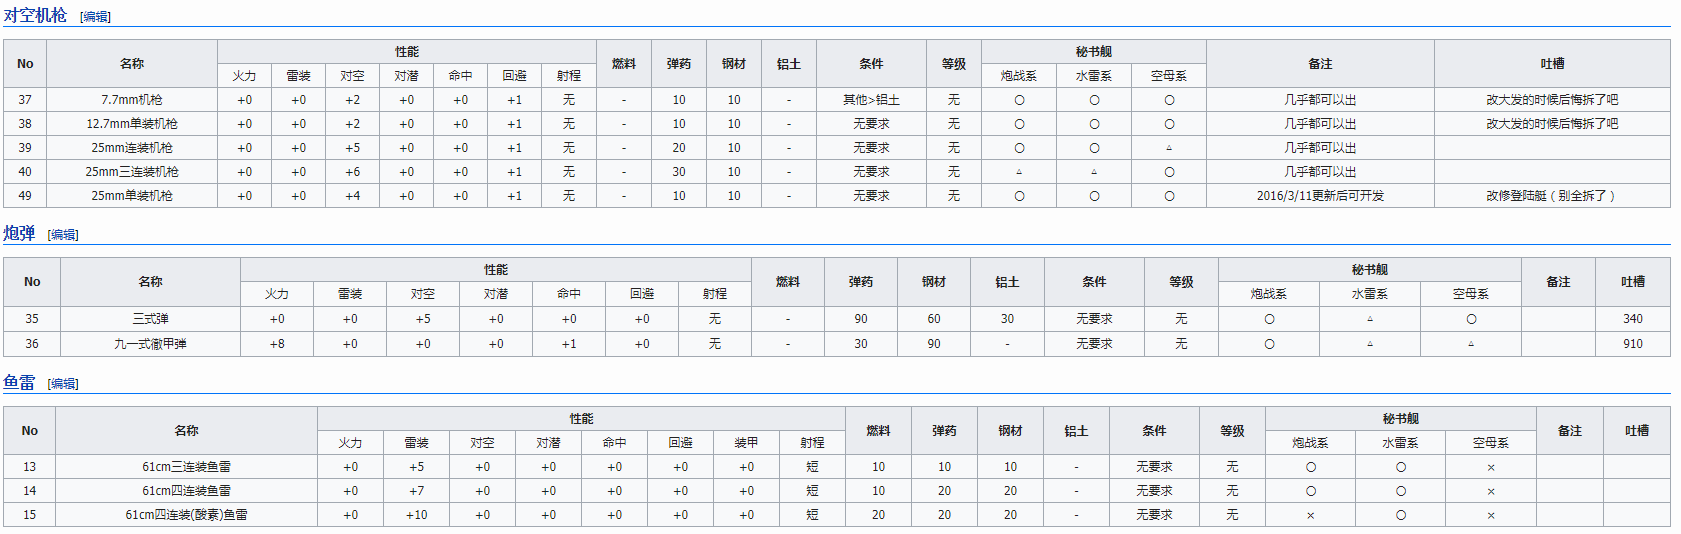 对空机枪 [编辑]
No 名称 性能 燃料 弹药 钢材 铝土 条件 等级 秘书舰 备注 吐槽
火力 雷装 对空 对潜 命中 回避 射程 炮战系 水雷系 空母系
37 7.7mm机枪 +0 +0 +2 +0 +0 +1 无 - 10 10 - 其他>铝土 无 ○ ○ ○ 几乎都可以出 改大发的时候后悔拆了吧
38 12.7mm单装机枪 +0 +0 +2 +0 +0 +1 无 - 10 10 - 无要求 无 ○ ○ ○ 几乎都可以出 改大发的时候后悔拆了吧
39 25mm连装机枪 +0 +0 +5 +0 +0 +1 无 - 20 10 - 无要求 无 ○ ○ △ 几乎都可以出
40 25mm三连装机枪 +0 +0 +6 +0 +0 +1 无 - 30 10 - 无要求 无 △ △ ○ 几乎都可以出
49 25mm单装机枪 +0 +0 +4 +0 +0 +1 无 - 10 10 - 无要求 无 ○ ○ ○ 2016/3/11更新后可开发 改修登陆艇（别全拆了）
炮弹 [编辑]
No 名称 性能 燃料 弹药 钢材 铝土 条件 等级 秘书舰 备注 吐槽
火力 雷装 对空 对潜 命中 回避 射程 炮战系 水雷系 空母系
35 三式弹 +0 +0 +5 +0 +0 +0 无 - 90 60 30 无要求 无 ○ △ ○ 340
36 九一式徹甲弹 +8 +0 +0 +0 +1 +0 无 - 30 90 - 无要求 无 ○ △ △ 910
鱼雷 [编辑]
No 名称 性能 燃料 弹药 钢材 铝土 条件 等级 秘书舰 备注 吐槽
火力 雷装 对空 对潜 命中 回避 装甲 射程 炮战系 水雷系 空母系
13 61cm三连装鱼雷 +0 +5 +0 +0 +0 +0 +0 短 10 10 10 - 无要求 无 ○ ○ ×
14 61cm四连装鱼雷 +0 +7 +0 +0 +0 +0 +0 短 10 20 20 - 无要求 无 ○ ○ ×
15 61cm四连装(酸素)鱼雷 +0 +10 +0 +0 +0 +0 +0 短 20 20 20 - 无要求 无 × ○ ×